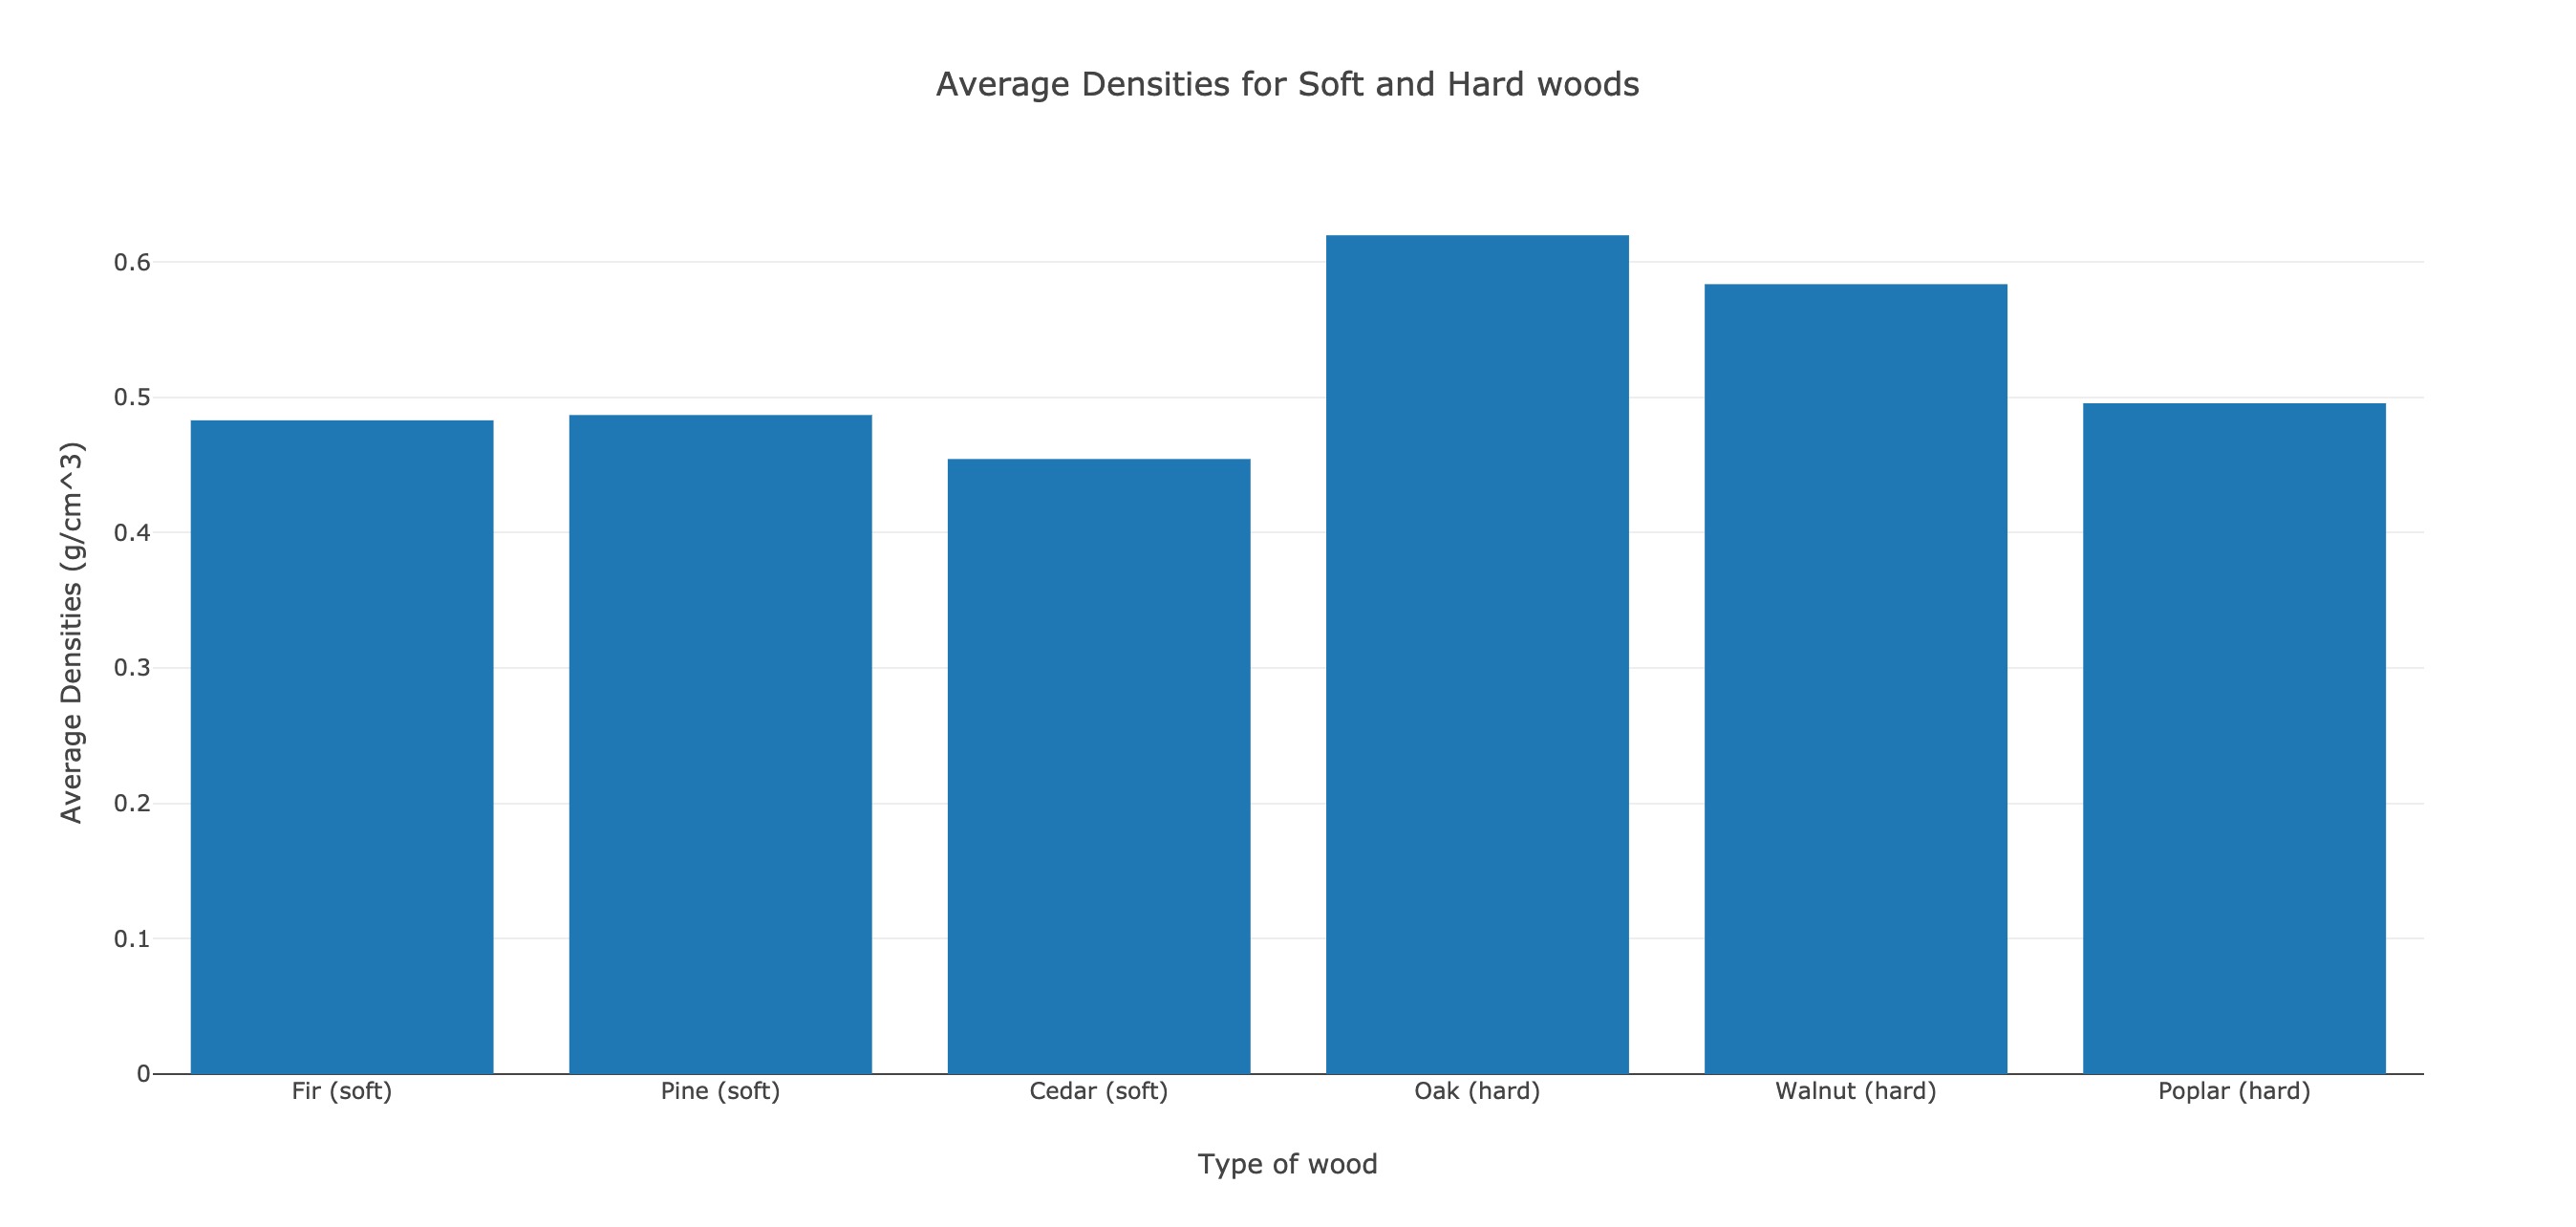 Average Densities for Soft and Hard woods
Average Densities (g/cm^3)
0.6
0.5
0.4
0.3
0.2
0.1
0
Fir (soft)
Pine (soft)
Cedar (soft)
Oak (hard)
Walnut (hard)
Poplar (hard)
Type of wood